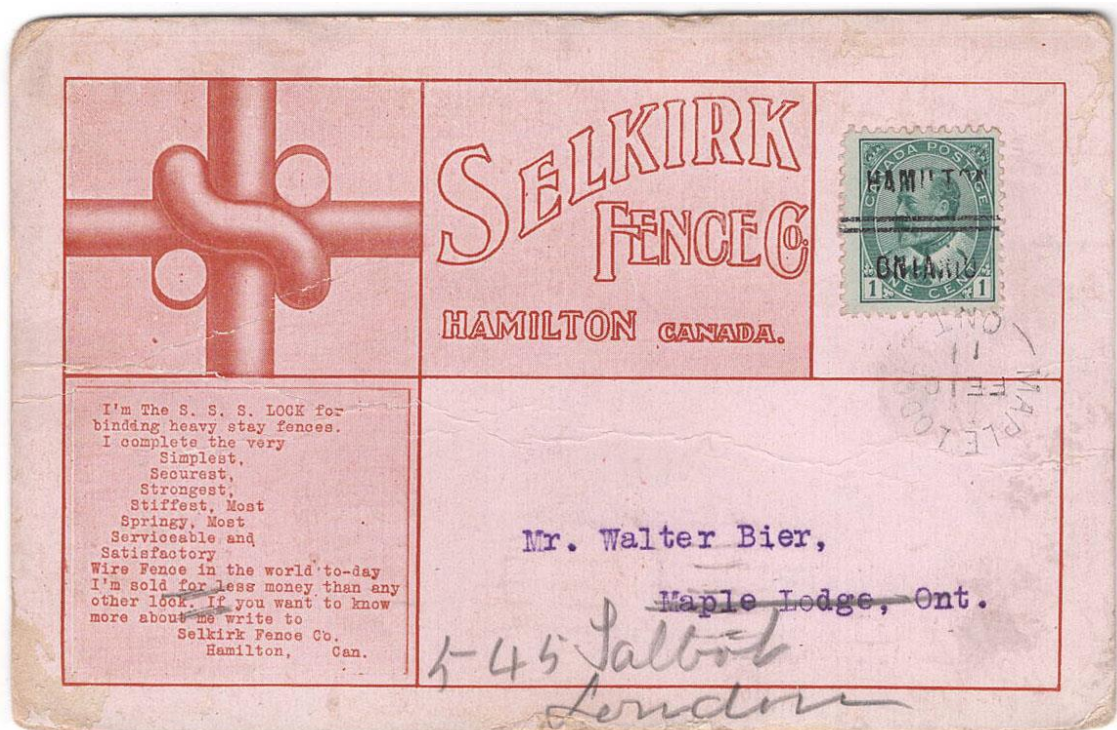 SELKIRK
FENCE Co.
HAMILTON CANADA.
CANADA POSTAGE
HAMILTON
ONTARIO
1 ONE CENT 1
MAPLE LODGE
FE 10
11
ONT
I'm The S. S. S. LOCK for
binding heavy stay fences.
I complete the very
Simplest,
Securest,
Strongest,
Stiffest, Most
Springy, Most
Serviceable and
Satisfactory
Wire Fence in the world to-day
I'm sold for less money than any
other lock. If you want to know
more about me write to
Selkirk Fence Co.
Hamilton, Can.
Mr. Walter Bier,
Maple Lodge, Ont.
545 Talbot
London